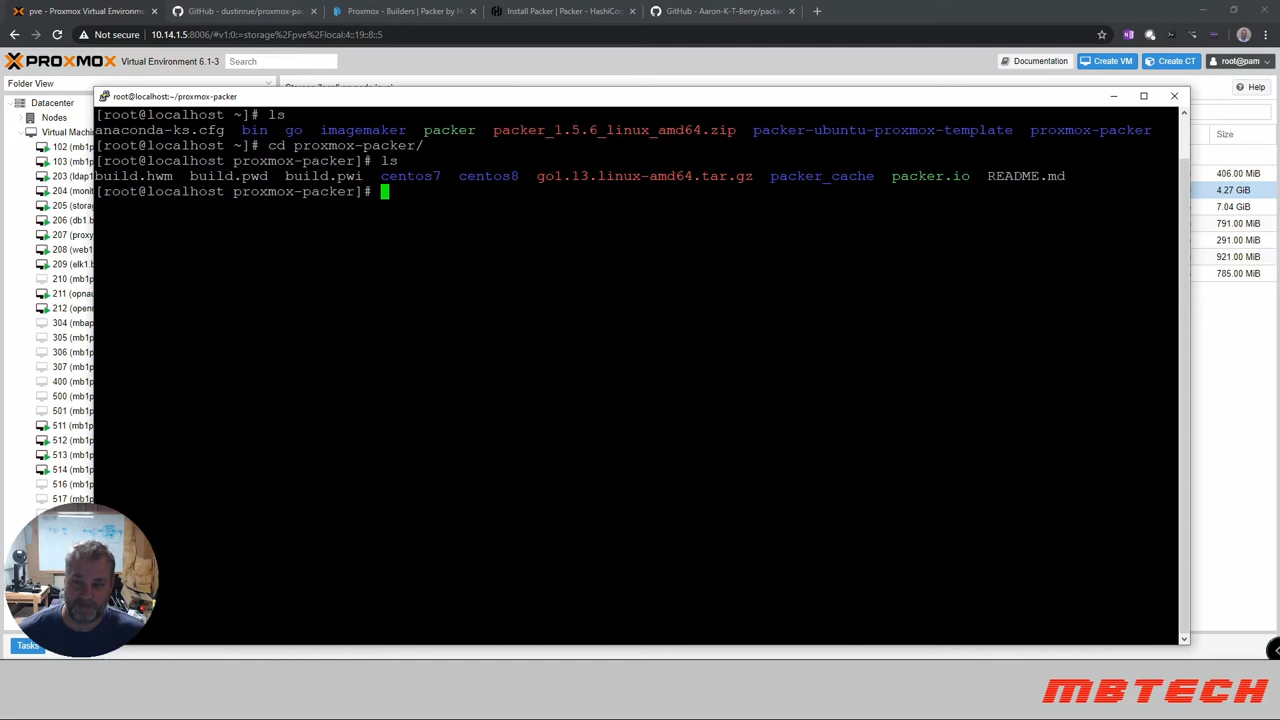 pve - Proxmox Virtual Environment
GitHub - dustinrue/proxmox-pac
Proxmox - Builders | Packer by H
Install Packer | Packer - HashiCo
GitHub - Aaron-K-T-Berry/packer
Not secure | 10.14.1.5:8006/#v1:0:=storage%2Fpve%2Flocal:4::19:8::5
PROXMOX Virtual Environment 6.1-3 Search
Documentation Create VM Create CT root@pam
Folder View
Help
Datacenter
Nodes
Virtual Machin
102 (mb1p
103 (mb1p
203 (ldap1
204 (monit
205 (storag
206 (db1.b
207 (proxy
208 (web1
209 (elk1.b
210 (mb1p
211 (opnau
212 (openn
304 (mbap
305 (mb1p
306 (mb1p
307 (mb1p
400 (mb1p
500 (mb1p
501 (mb1p
511 (mb1p
512 (mb1p
513 (mb1p
514 (mb1p
516 (mb1p
517 (mb1p
Tasks
root@localhost:~/proxmox-packer
[root@localhost ~]# ls
anaconda-ks.cfg bin go imagemaker packer packer_1.5.6_linux_amd64.zip packer-ubuntu-proxmox-template proxmox-packer
[root@localhost ~]# cd proxmox-packer/
[root@localhost proxmox-packer]# ls
build.hwm build.pwd build.pwi centos7 centos8 go1.13.linux-amd64.tar.gz packer_cache packer.io README.md
[root@localhost proxmox-packer]#
Size
406.00 MiB
4.27 GiB
7.04 GiB
791.00 MiB
291.00 MiB
921.00 MiB
785.00 MiB
MBTECH